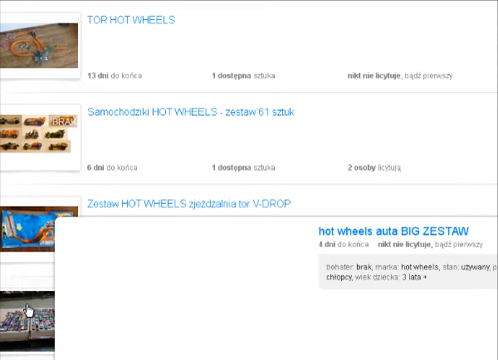 TOR HOT WHEELS
13 dni do końca 1 dostępna sztuka nikt nie licytuje, bądź pierwszy
BRAK
Samochodziki HOT WHEELS - zestaw 61 sztuk
6 dni do końca 1 dostępna sztuka 2 osoby licytują
Zestaw HOT WHEELS zjeżdżalnia tor V-DROP
hot wheels auta BIG ZESTAW
4 dni do końca nikt nie licytuje, bądź pierwszy
bohater: brak, marka: hot wheels, stan: używany, p
chłopcy, wiek dziecka: 3 lata +